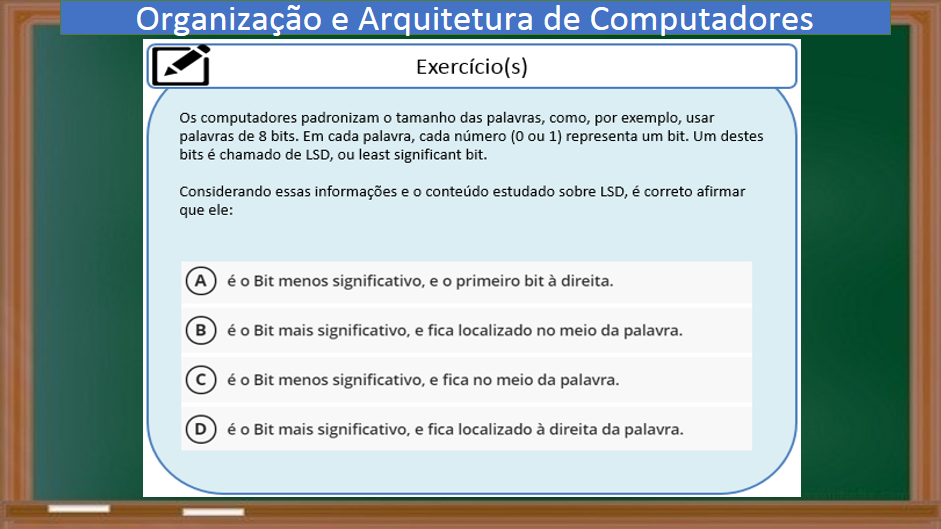 Organização e Arquitetura de Computadores
Exercício(s)
Os computadores padronizam o tamanho das palavras, como, por exemplo, usar
palavras de 8 bits. Em cada palavra, cada número (0 ou 1) representa um bit. Um destes
bits é chamado de LSD, ou least significant bit.
Considerando essas informações e o conteúdo estudado sobre LSD, é correto afirmar
que ele:
A é o Bit menos significativo, e o primeiro bit à direita.
B é o Bit mais significativo, e fica localizado no meio da palavra.
C é o Bit menos significativo, e fica no meio da palavra.
D é o Bit mais significativo, e fica localizado à direita da palavra.